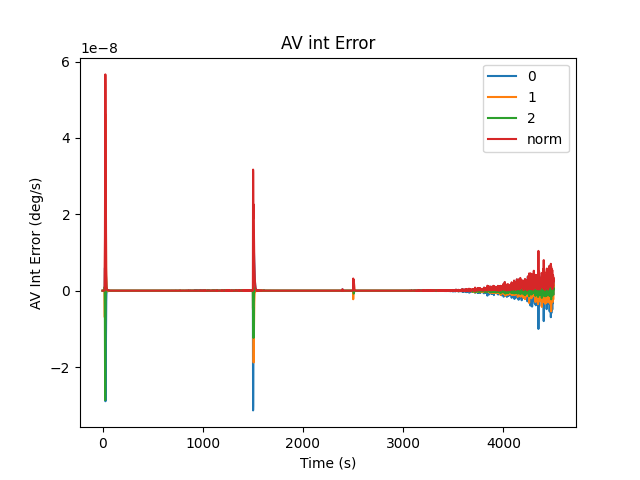 AV int Error
1e−8
6
4
2
0
−2
AV Int Error (deg/s)
0
1
2
norm
0 1000 2000 3000 4000
Time (s)